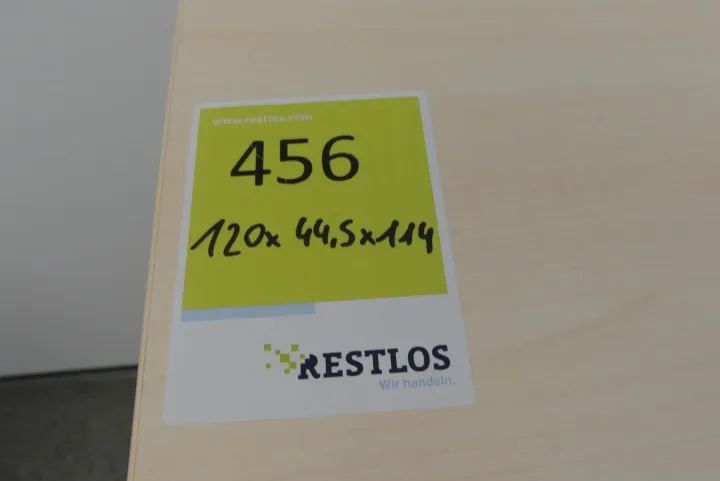 www.restlos.com
456
120x 44,5x114
RESTLOS
Wir handeln.